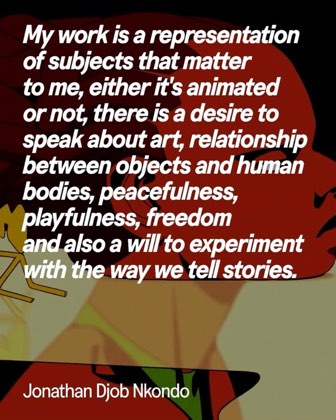 My work is a representation
of subjects that matter
to me, either it's animated
or not, there is a desire to
speak about art, relationship
between objects and human
bodies, peacefulness,
playfulness, freedom
and also a will to experiment
with the way we tell stories.
Jonathan Djob Nkondo